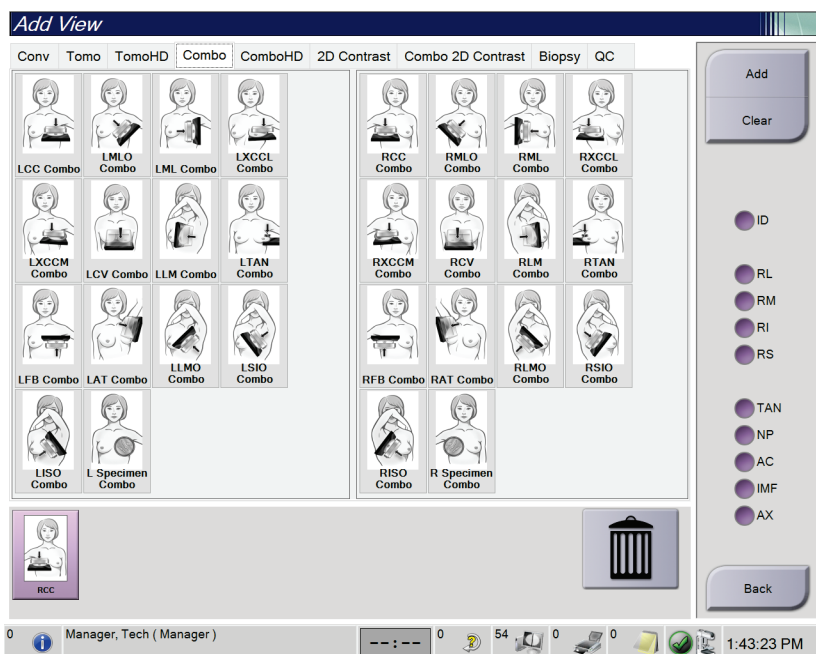 Add View
Conv Tomo TomoHD Combo ComboHD 2D Contrast Combo 2D Contrast Biopsy QC
LCC Combo
LMLO
Combo
LML Combo
LXCCL
Combo
RCC
Combo
RMLO
Combo
RML
Combo
RXCCL
Combo
LXCCM
Combo
LCV Combo
LLM Combo
LTAN
Combo
RXCCM
Combo
RCV
Combo
RLM
Combo
RTAN
Combo
LFB Combo
LAT Combo
LLMO
Combo
LSIO
Combo
RFB Combo
RAT Combo
RLMO
Combo
RSIO
Combo
LISO
Combo
L Specimen
Combo
RISO
Combo
R Specimen
Combo
RCC
Add
Clear
ID
RL
RM
RI
RS
TAN
NP
AC
IMF
AX
Back
0 Manager, Tech ( Manager ) --:-- 0 54 0 0 1:43:23 PM